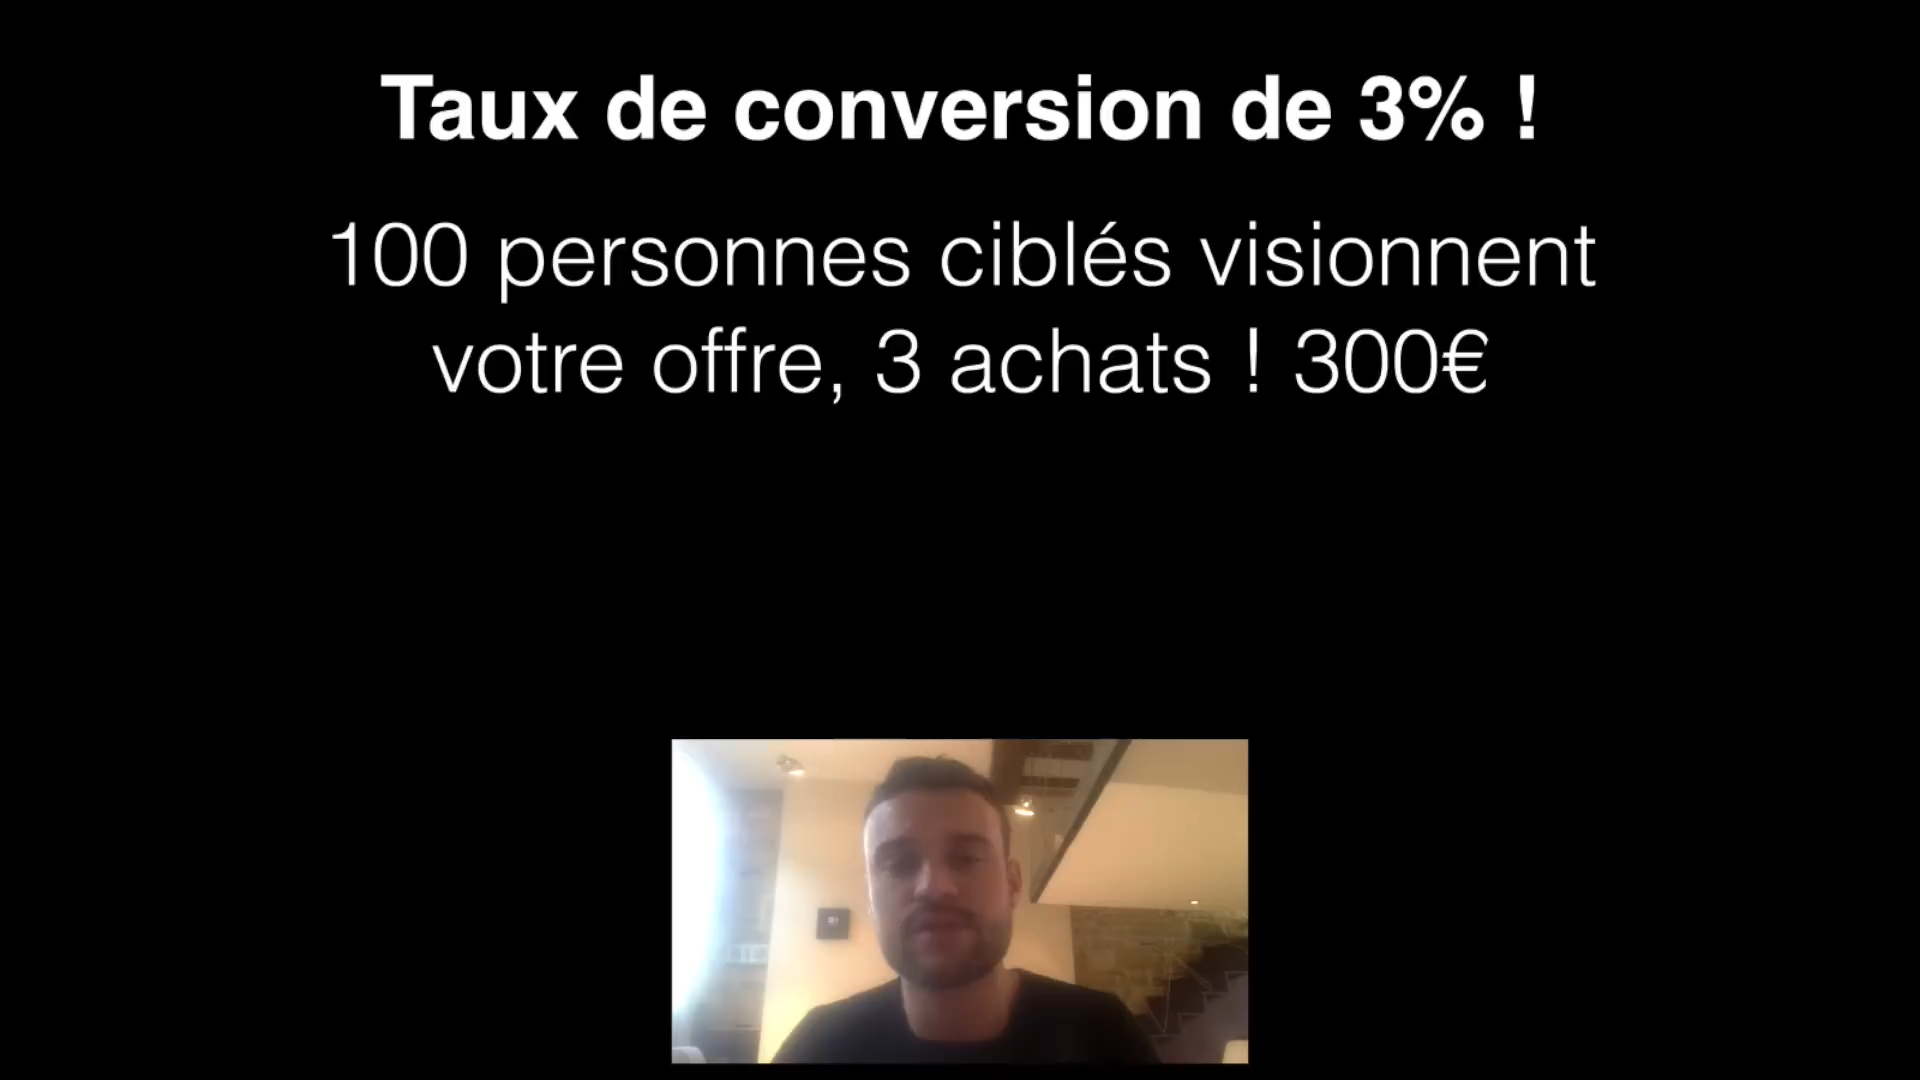 Taux de conversion de 3% !
100 personnes ciblés visionnent
votre offre, 3 achats ! 300€